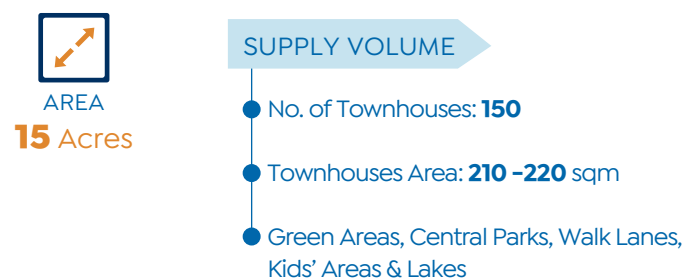 AREA
15 Acres
SUPPLY VOLUME
No. of Townhouses: 150
Townhouses Area: 210 -220 sqm
Green Areas, Central Parks, Walk Lanes,
Kids’ Areas & Lakes